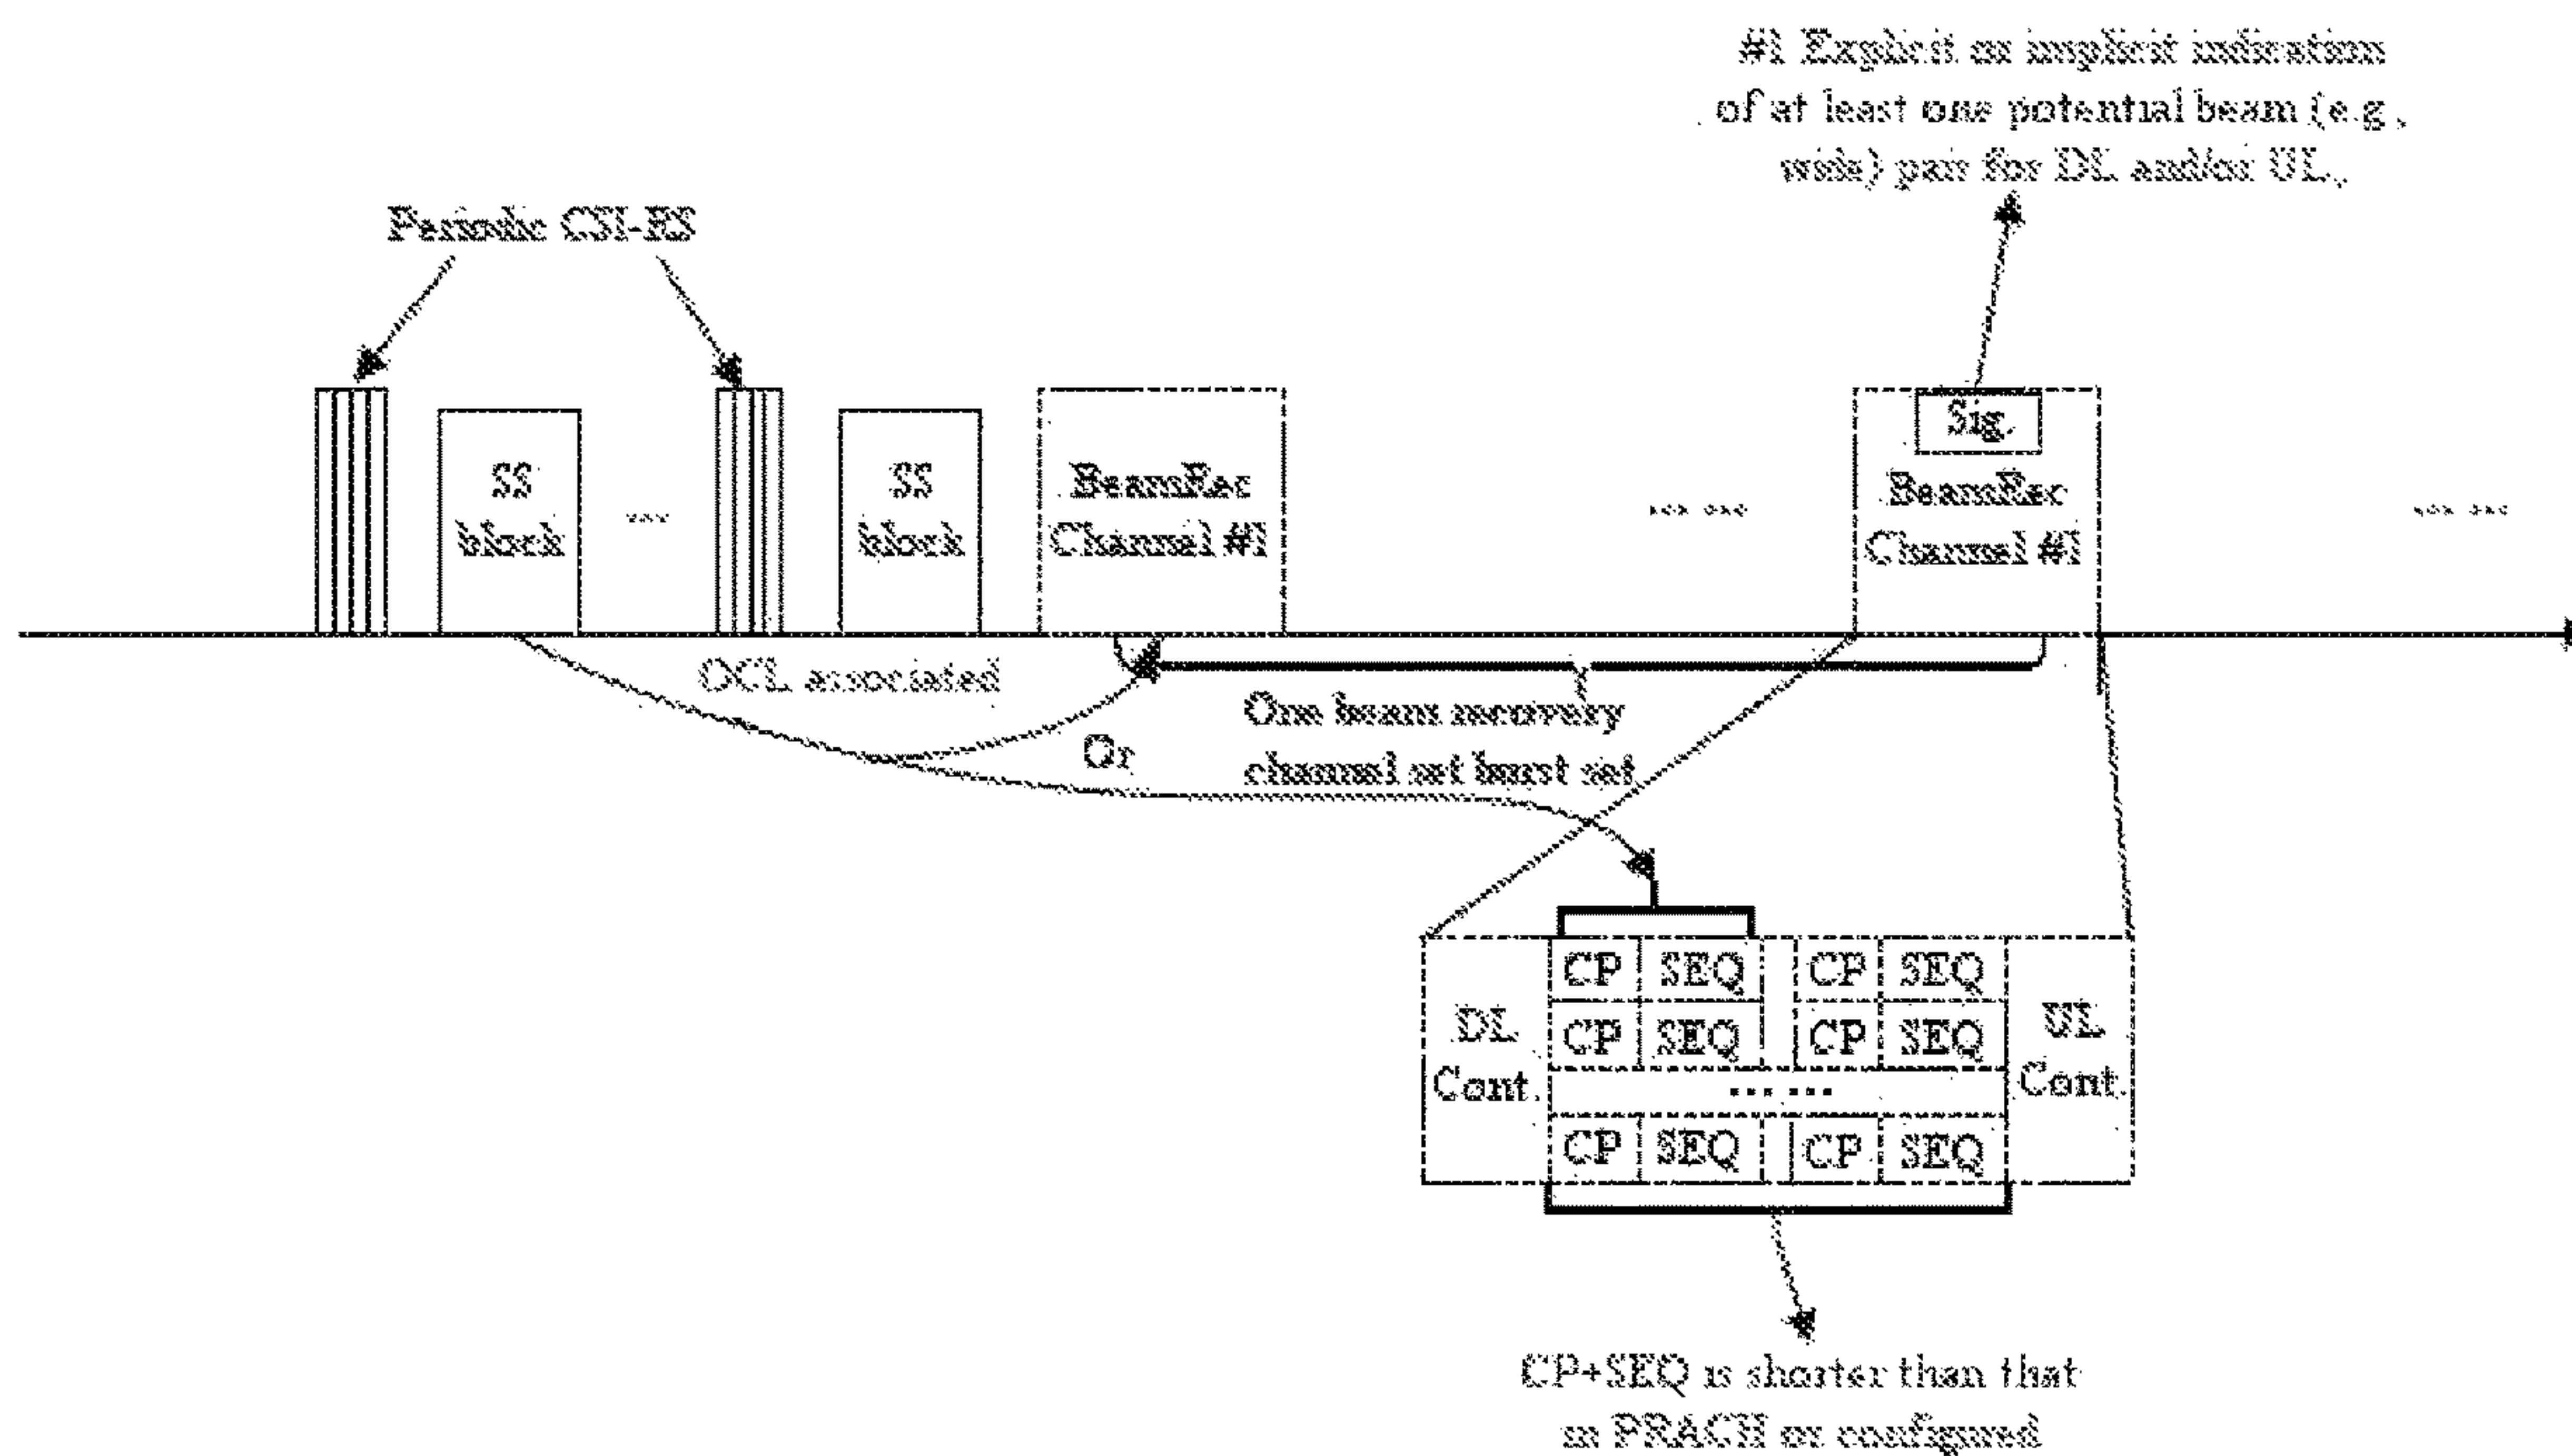 #1 Explicit or implicit indication
of at least one potential beam (e.g.,
wide) pair for DL and/or UL,
Periodic CSI-RS
Sig.
SS
block
...
SS
block
BeamRec
Channel #1
... ...
BeamRec
Channel #1
... ...
QCL associated
Or
One beam recovery
channel set burst set
DL
Cont.
CP SEQ CP SEQ
CP SEQ CP SEQ
... ...
CP SEQ CP SEQ
UL
Cont.
CP+SEQ is shorter than that
in PRACH or configured